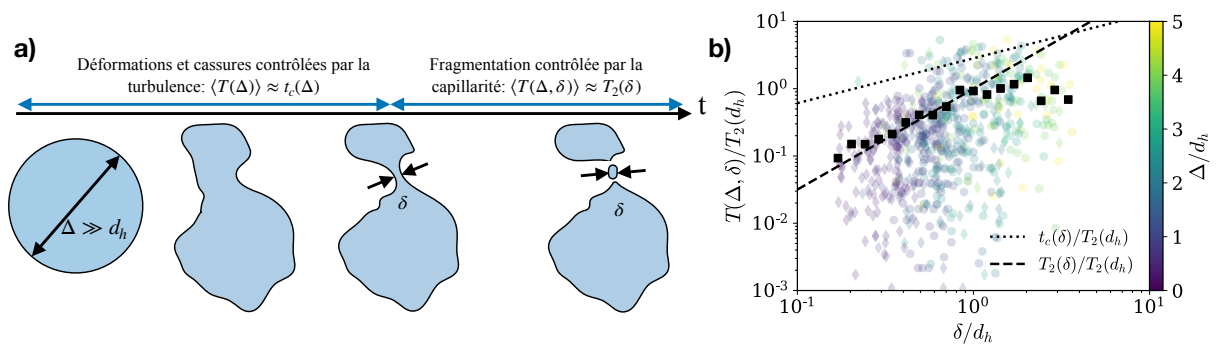 a)
Déformations et cassures contrôlées par la
turbulence: ⟨T(Δ)⟩ ≈ t_c(Δ)
Fragmentation contrôlée par la
capillarité: ⟨T(Δ, δ)⟩ ≈ T_2(δ)
t
Δ ≫ d_h
δ
δ
b)
T(Δ, δ)/T_2(d_h)
10^1
10^0
10^-1
10^-2
10^-3
t_c(δ)/T_2(d_h)
T_2(δ)/T_2(d_h)
10^-1
10^0
10^1
δ/d_h
5
4
3
2
1
0
Δ/d_h